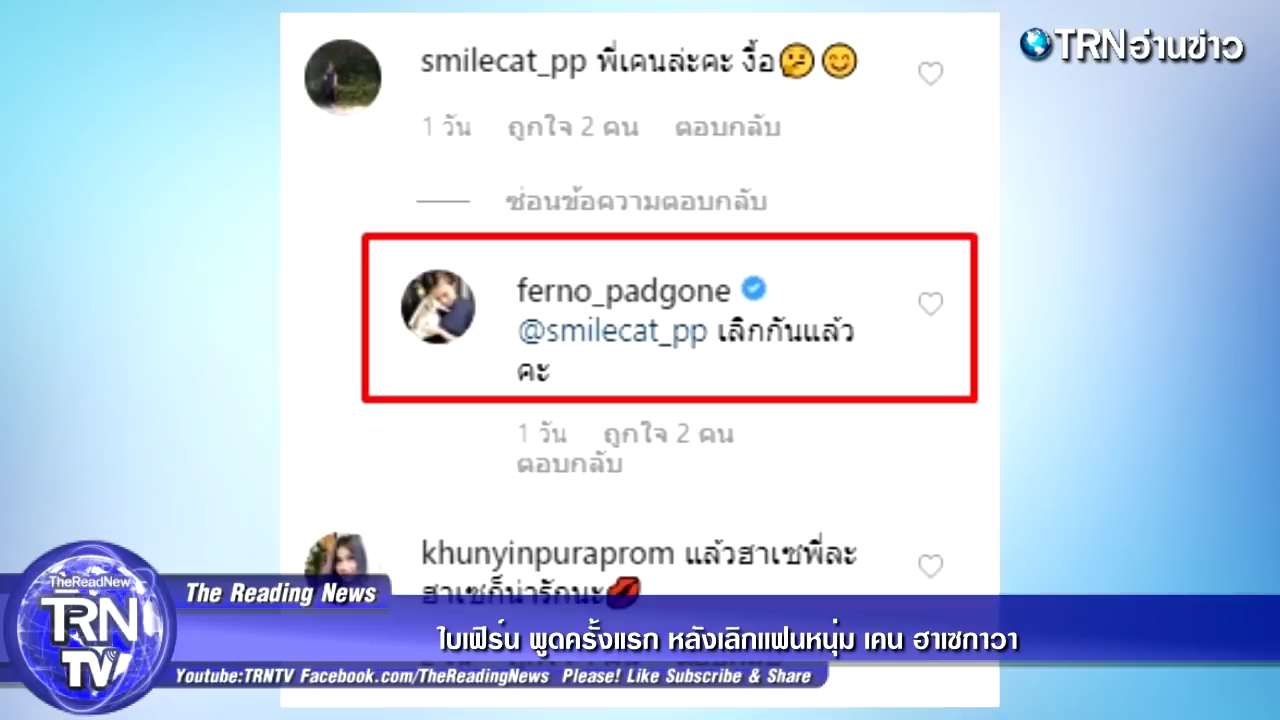 TRNอ่านข่าว
smilecat_pp พี่เคนล่ะคะ งื้อ🤔😊
1 วัน ถูกใจ 2 คน ตอบกลับ
ซ่อนข้อความตอบกลับ
ferno_padgone
@smilecat_pp เลิกกันแล้ว
คะ
1 วัน ถูกใจ 2 คน
ตอบกลับ
khunyinpuraprom แล้วฮาเซพี่ละ
ฮาเซก็น่ารักนะ💋
TheReadNew
TRN
TV
The Reading News
ใบเฟิร์น พูดครั้งแรก หลังเลิกแฟนหนุ่ม เคน ฮาเซกาวา
Youtube:TRNTV Facebook.com/TheReadingNews Please! Like Subscribe & Share